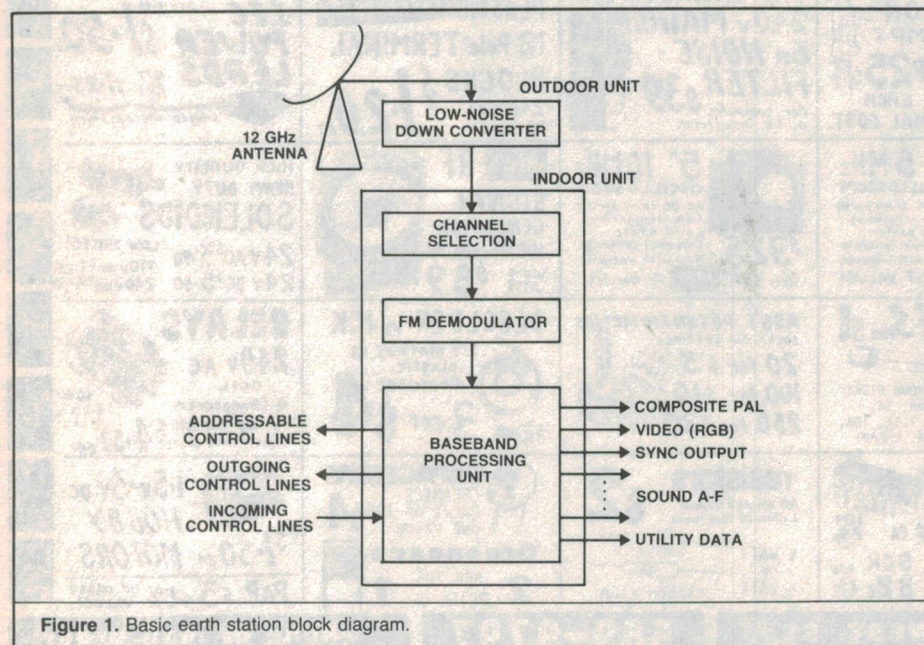 OUTDOOR UNIT
LOW-NOISE
DOWN CONVERTER
12 GHz
ANTENNA
INDOOR UNIT
CHANNEL
SELECTION
FM DEMODULATOR
BASEBAND
PROCESSING
UNIT
ADDRESSABLE
CONTROL LINES
OUTGOING
CONTROL LINES
INCOMING
CONTROL LINES
COMPOSITE PAL
VIDEO (RGB)
SYNC OUTPUT
SOUND A-F
UTILITY DATA
Figure 1. Basic earth station block diagram.